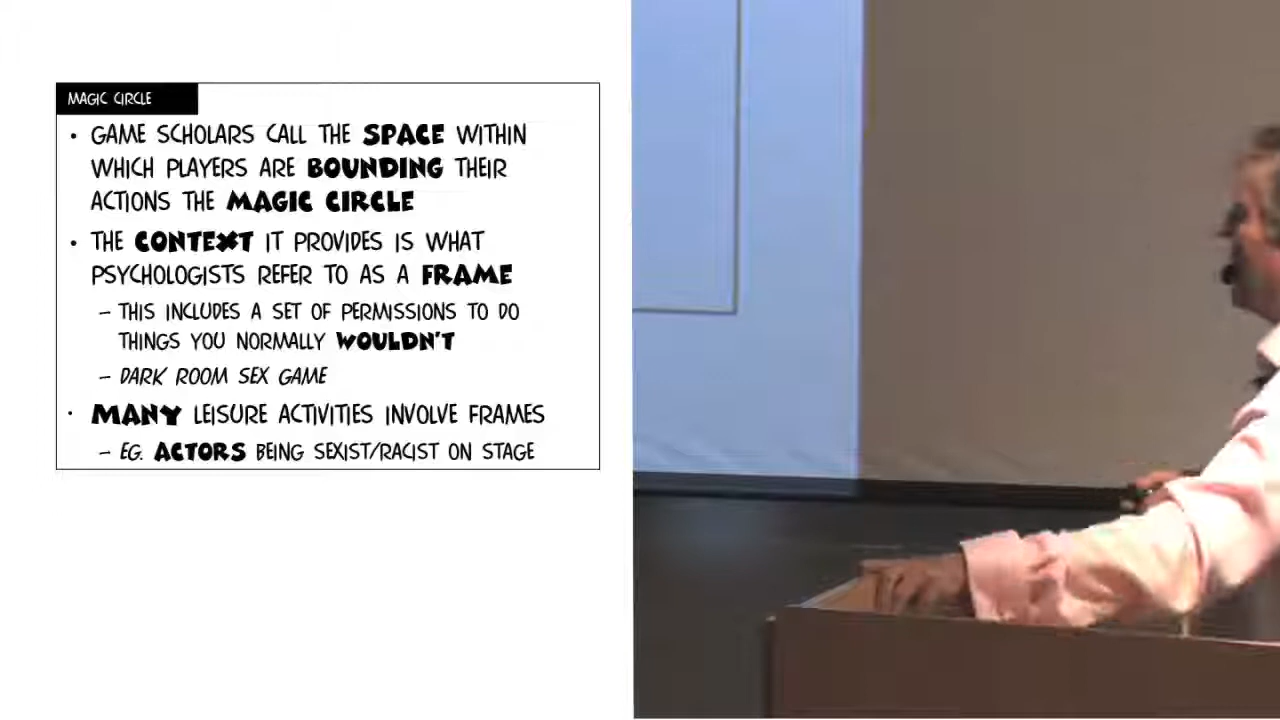 MAGIC CIRCLE
• GAME SCHOLARS CALL THE SPACE WITHIN
WHICH PLAYERS ARE BOUNDING THEIR
ACTIONS THE MAGIC CIRCLE
• THE CONTEXT IT PROVIDES IS WHAT
PSYCHOLOGISTS REFER TO AS A FRAME
– THIS INCLUDES A SET OF PERMISSIONS TO DO
THINGS YOU NORMALLY WOULDN'T
– DARK ROOM SEX GAME
• MANY LEISURE ACTIVITIES INVOLVE FRAMES
– EG. ACTORS BEING SEXIST/RACIST ON STAGE